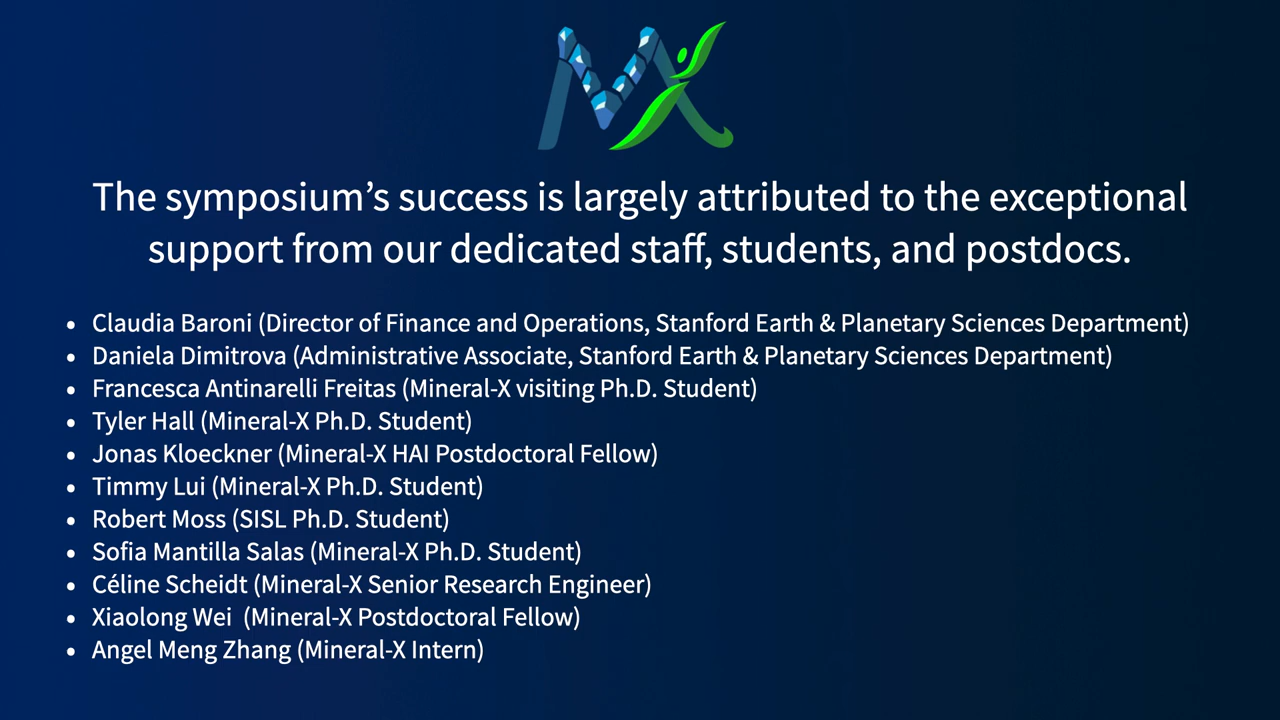 MX
The symposium’s success is largely attributed to the exceptional
support from our dedicated staff, students, and postdocs.
• Claudia Baroni (Director of Finance and Operations, Stanford Earth & Planetary Sciences Department)
• Daniela Dimitrova (Administrative Associate, Stanford Earth & Planetary Sciences Department)
• Francesca Antinarelli Freitas (Mineral-X visiting Ph.D. Student)
• Tyler Hall (Mineral-X Ph.D. Student)
• Jonas Kloeckner (Mineral-X HAI Postdoctoral Fellow)
• Timmy Lui (Mineral-X Ph.D. Student)
• Robert Moss (SISL Ph.D. Student)
• Sofia Mantilla Salas (Mineral-X Ph.D. Student)
• Céline Scheidt (Mineral-X Senior Research Engineer)
• Xiaolong Wei  (Mineral-X Postdoctoral Fellow)
• Angel Meng Zhang (Mineral-X Intern)